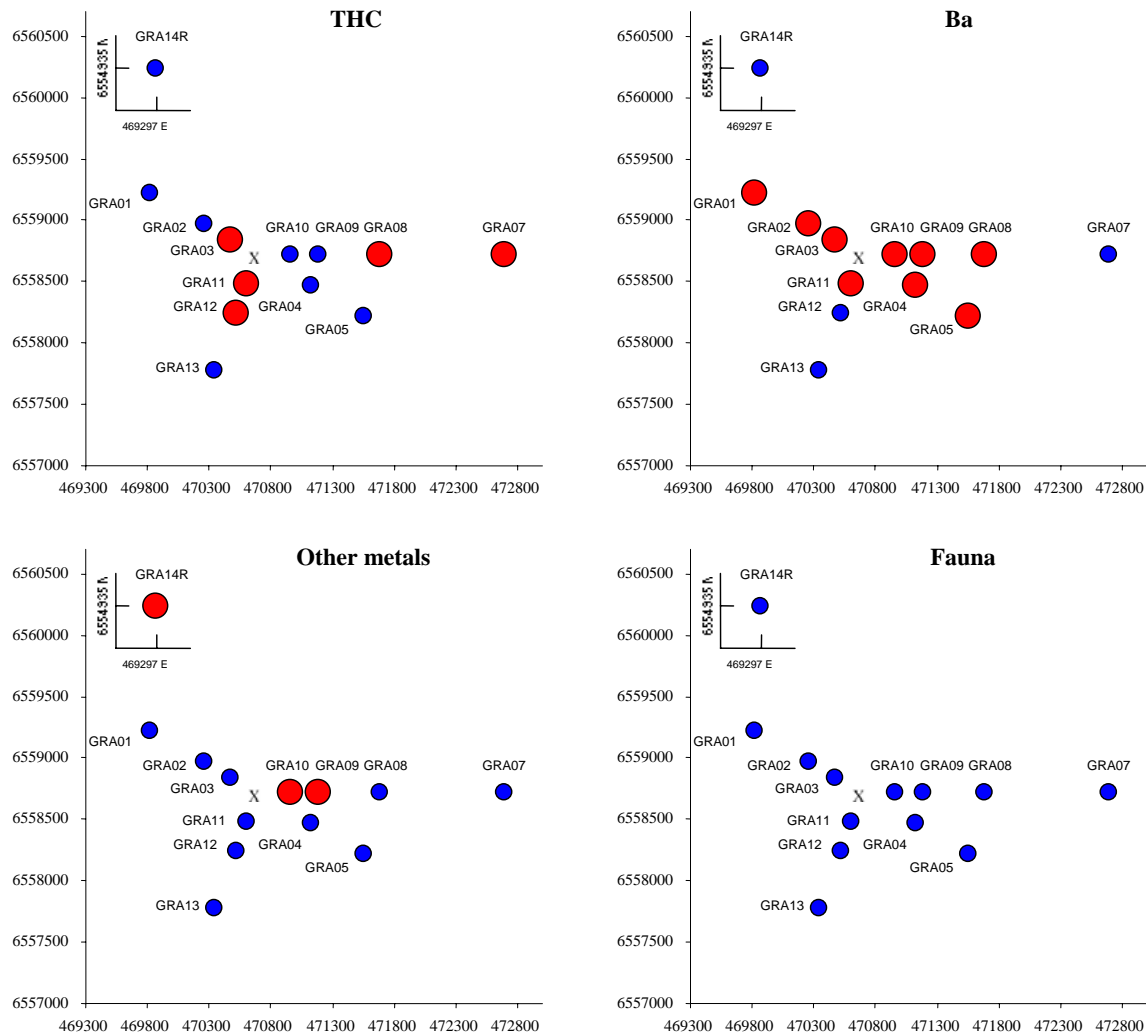 THC
6560500
6560000
6559500
6559000
6558500
6558000
6557500
6557000
469300 469800 470300 470800 471300 471800 472300 472800
GRA14R
6554935 N
469297 E
GRA01
GRA02
GRA03
GRA10 GRA09 GRA08
GRA07
X
GRA11
GRA12
GRA04
GRA05
GRA13
Ba
6560500
6560000
6559500
6559000
6558500
6558000
6557500
6557000
469300 469800 470300 470800 471300 471800 472300 472800
GRA14R
6554935 N
469297 E
GRA01
GRA02
GRA03
GRA10 GRA09 GRA08
GRA07
X
GRA11
GRA12
GRA04
GRA05
GRA13
Other metals
6560500
6560000
6559500
6559000
6558500
6558000
6557500
6557000
469300 469800 470300 470800 471300 471800 472300 472800
GRA14R
6554935 N
469297 E
GRA01
GRA02
GRA03
GRA10 GRA09 GRA08
GRA07
X
GRA11
GRA12
GRA04
GRA05
GRA13
Fauna
6560500
6560000
6559500
6559000
6558500
6558000
6557500
6557000
469300 469800 470300 470800 471300 471800 472300 472800
GRA14R
6554935 N
469297 E
GRA01
GRA02
GRA03
GRA10 GRA09 GRA08
GRA07
X
GRA11
GRA12
GRA04
GRA05
GRA13